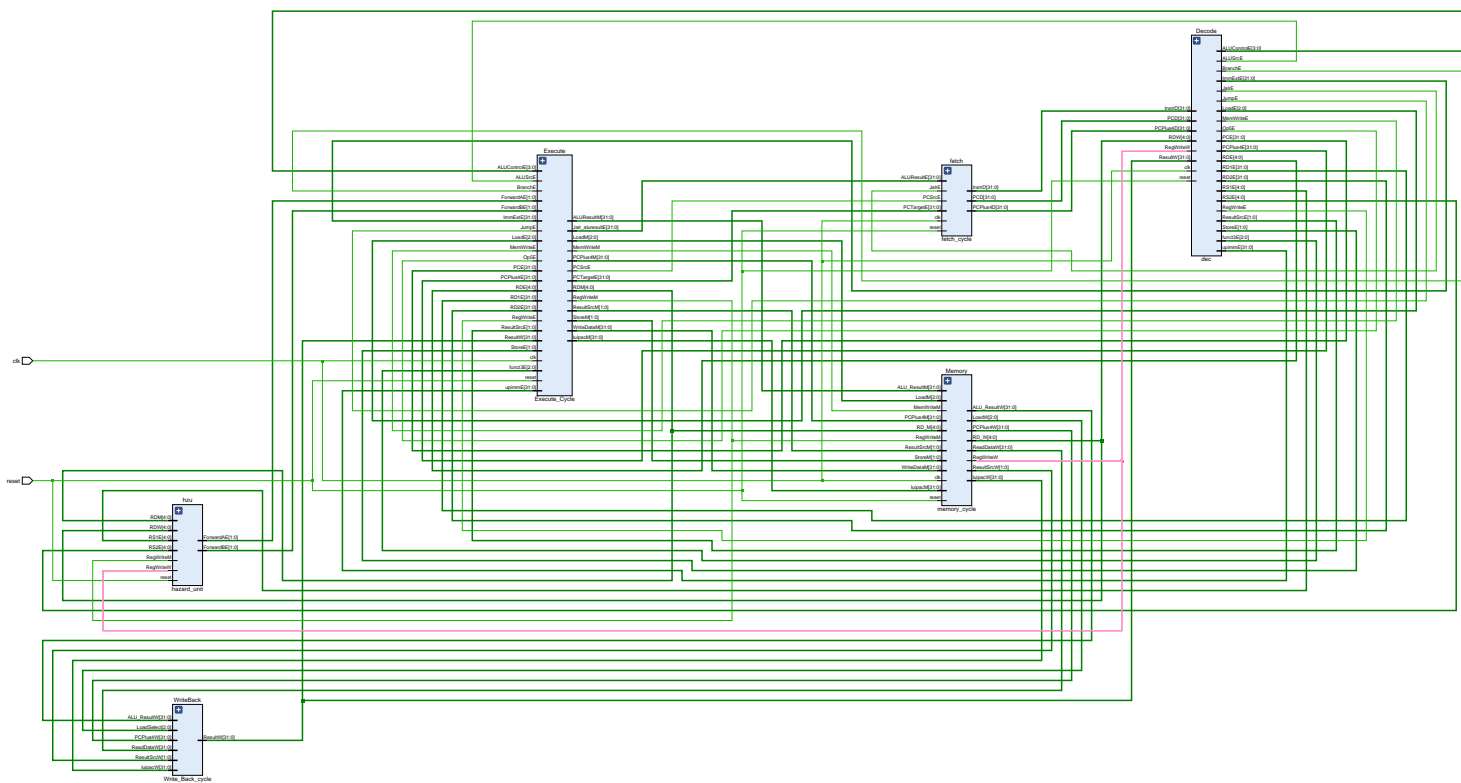 clk
reset
Execute
ALUControlE[3:0]
ALUSrcE
BranchE
ForwardAE[1:0]
ForwardBE[1:0]
ImmExtE[31:0]
JumpE
LoadE[2:0]
MemWriteE
Op5E
PCE[31:0]
PCPlus4E[31:0]
RDE[4:0]
RD1E[31:0]
RD2E[31:0]
RegWriteE
ResultSrcE[1:0]
ResultW[31:0]
StoreE[1:0]
clk
funct3E[2:0]
reset
upimmE[31:0]
ALUResultM[31:0]
Jalr_aluresultE[31:0]
LoadM[2:0]
MemWriteM
PCPlus4M[31:0]
PCSrcE
PCTargetE[31:0]
RDM[4:0]
RegWriteM
ResultSrcM[1:0]
StoreM[1:0]
WriteDataM[31:0]
luipacM[31:0]
Execute_Cycle
fetch
ALUResultE[31:0]
JalrE
PCSrcE
PCTargetE[31:0]
clk
reset
InstrD[31:0]
PCD[31:0]
PCPlus4D[31:0]
fetch_cycle
Decode
InstrD[31:0]
PCD[31:0]
PCPlus4D[31:0]
RDW[4:0]
RegWriteW
ResultW[31:0]
clk
reset
ALUControlE[3:0]
ALUSrcE
BranchE
ImmExtE[31:0]
JalrE
JumpE
LoadE[2:0]
MemWriteE
Op5E
PCE[31:0]
PCPlus4E[31:0]
RDE[4:0]
RD1E[31:0]
RD2E[31:0]
RS1E[4:0]
RS2E[4:0]
RegWriteE
ResultSrcE[1:0]
StoreE[1:0]
funct3E[2:0]
upimmE[31:0]
dec
Memory
ALU_ResultM[31:0]
LoadM[2:0]
MemWriteM
PCPlus4M[31:0]
RD_M[4:0]
RegWriteM
ResultSrcM[1:0]
StoreM[1:0]
WriteDataM[31:0]
clk
luipacM[31:0]
reset
ALU_ResultW[31:0]
LoadW[2:0]
PCPlus4W[31:0]
RD_W[4:0]
ReadDataW[31:0]
RegWriteW
ResultSrcW[1:0]
luipacW[31:0]
memory_cycle
hzu
RDM[4:0]
RDW[4:0]
RS1E[4:0]
RS2E[4:0]
RegWriteM
RegWriteW
reset
ForwardAE[1:0]
ForwardBE[1:0]
hazard_unit
WriteBack
ALU_ResultW[31:0]
LoadSelect[2:0]
PCPlus4W[31:0]
ReadDataW[31:0]
ResultSrcW[1:0]
luipacW[31:0]
ResultW[31:0]
Write_Back_cycle